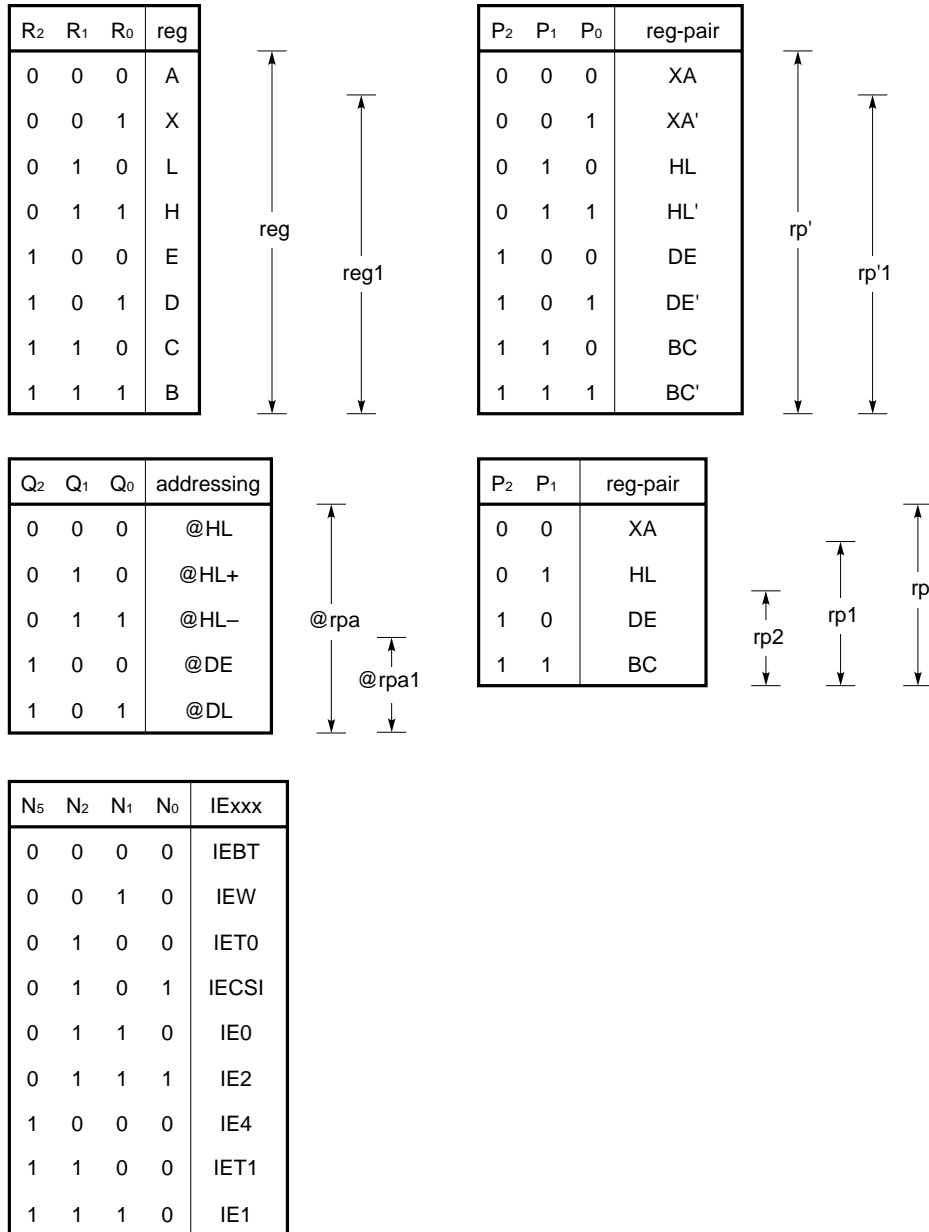 R2 R1 R0 reg
0 0 0 A
0 0 1 X
0 1 0 L
0 1 1 H
1 0 0 E
1 0 1 D
1 1 0 C
1 1 1 B
reg
reg1
P2 P1 P0 reg-pair
0 0 0 XA
0 0 1 XA'
0 1 0 HL
0 1 1 HL'
1 0 0 DE
1 0 1 DE'
1 1 0 BC
1 1 1 BC'
rp'
rp'1
Q2 Q1 Q0 addressing
0 0 0 @HL
0 1 0 @HL+
0 1 1 @HL–
1 0 0 @DE
1 0 1 @DL
@rpa
@rpa1
P2 P1 reg-pair
0 0 XA
0 1 HL
1 0 DE
1 1 BC
rp2
rp1
rp
N5 N2 N1 N0 IExxx
0 0 0 0 IEBT
0 0 1 0 IEW
0 1 0 0 IET0
0 1 0 1 IECSI
0 1 1 0 IE0
0 1 1 1 IE2
1 0 0 0 IE4
1 1 0 0 IET1
1 1 1 0 IE1